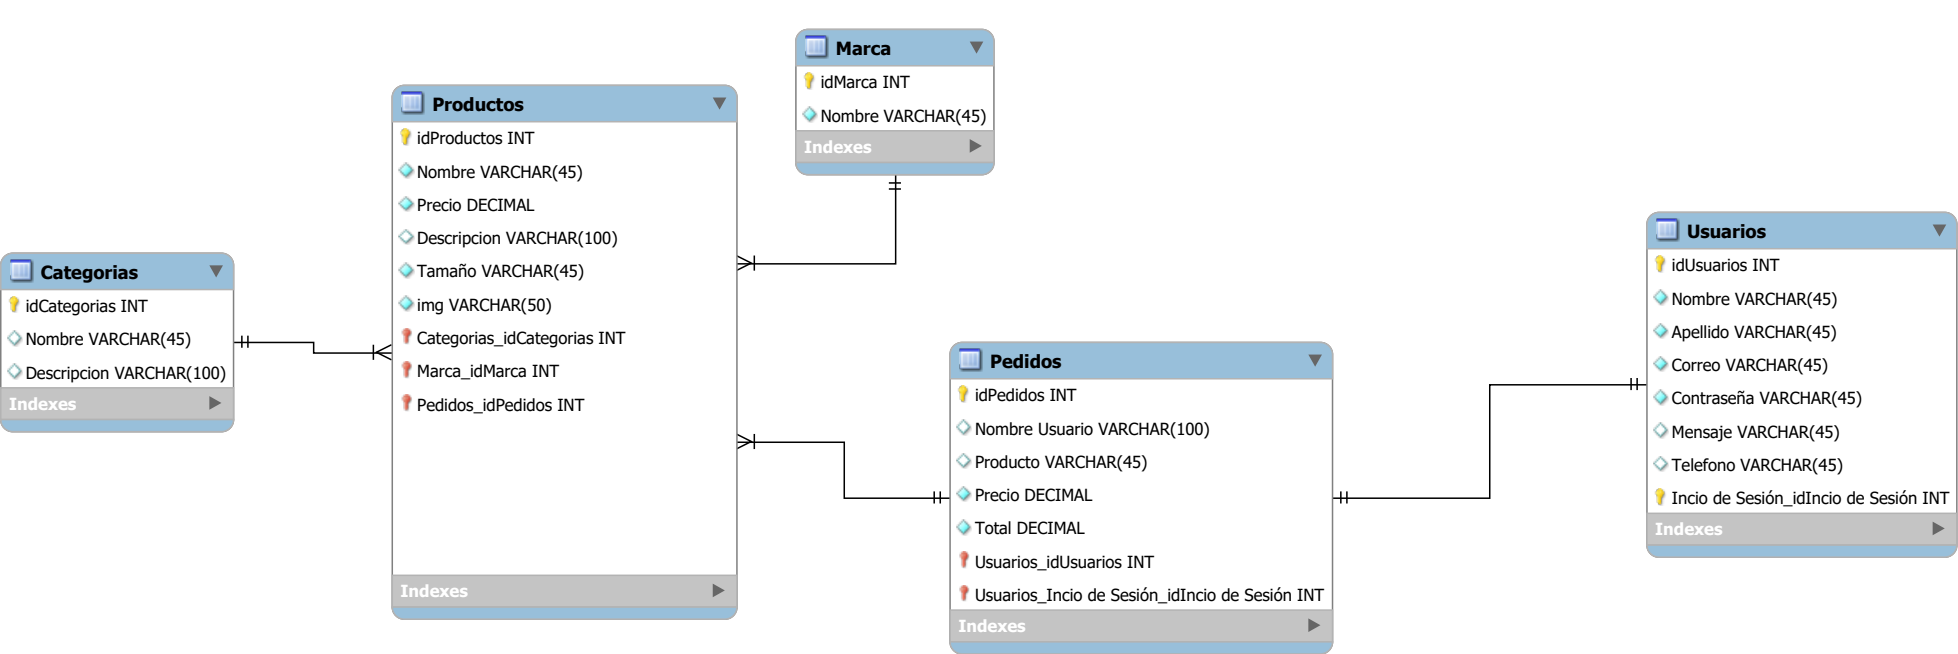 Marca
idMarca INT
Nombre VARCHAR(45)
Indexes
Productos
idProductos INT
Nombre VARCHAR(45)
Precio DECIMAL
Descripcion VARCHAR(100)
Tamaño VARCHAR(45)
img VARCHAR(50)
Categorias_idCategorias INT
Marca_idMarca INT
Pedidos_idPedidos INT
Indexes
Categorias
idCategorias INT
Nombre VARCHAR(45)
Descripcion VARCHAR(100)
Indexes
Pedidos
idPedidos INT
Nombre Usuario VARCHAR(100)
Producto VARCHAR(45)
Precio DECIMAL
Total DECIMAL
Usuarios_idUsuarios INT
Usuarios_Incio de Sesión_idIncio de Sesión INT
Indexes
Usuarios
idUsuarios INT
Nombre VARCHAR(45)
Apellido VARCHAR(45)
Correo VARCHAR(45)
Contraseña VARCHAR(45)
Mensaje VARCHAR(45)
Telefono VARCHAR(45)
Incio de Sesión_idIncio de Sesión INT
Indexes